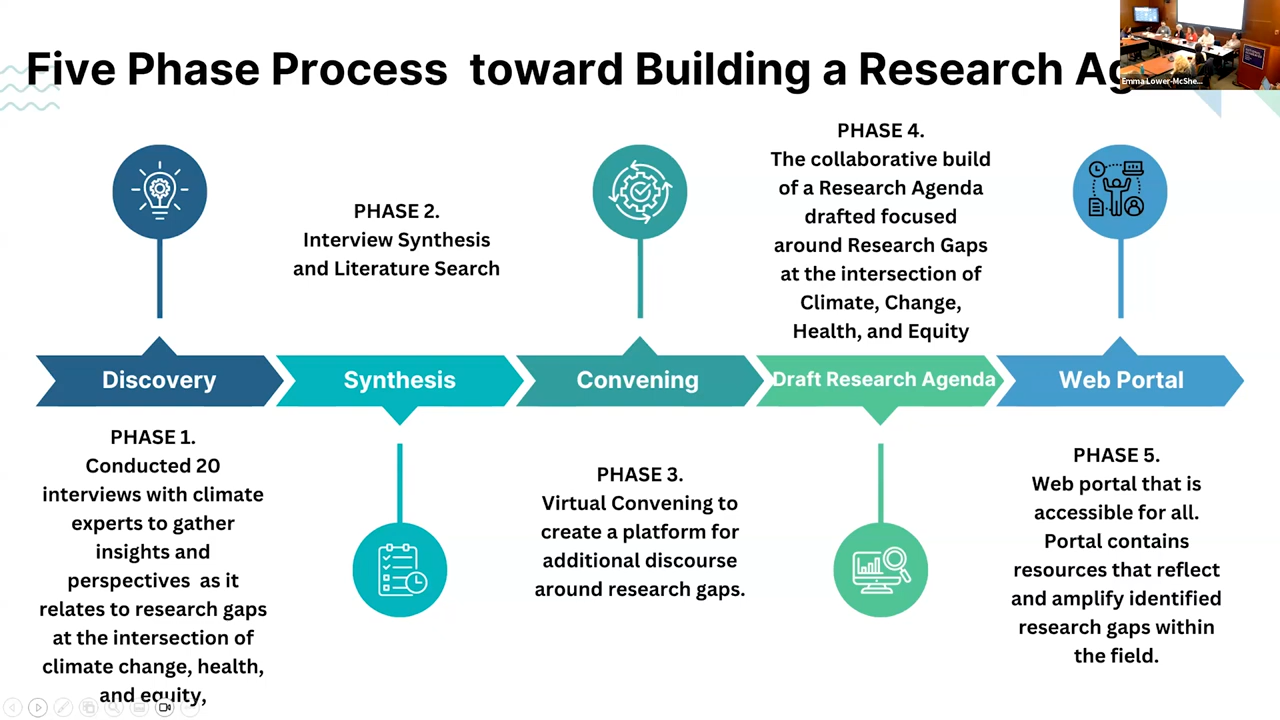 Five Phase Process toward Building a Research Ag
Emma Lower-McShe...
PHASE 4.
The collaborative build
of a Research Agenda
drafted focused
around Research Gaps
at the intersection of
Climate, Change,
Health, and Equity
PHASE 2.
Interview Synthesis
and Literature Search
Discovery
Synthesis
Convening
Draft Research Agenda
Web Portal
PHASE 1.
Conducted 20
interviews with climate
experts to gather
insights and
perspectives as it
relates to research gaps
at the intersection of
climate change, health,
and equity,
PHASE 3.
Virtual Convening to
create a platform for
additional discourse
around research gaps.
PHASE 5.
Web portal that is
accessible for all.
Portal contains
resources that reflect
and amplify identified
research gaps within
the field.